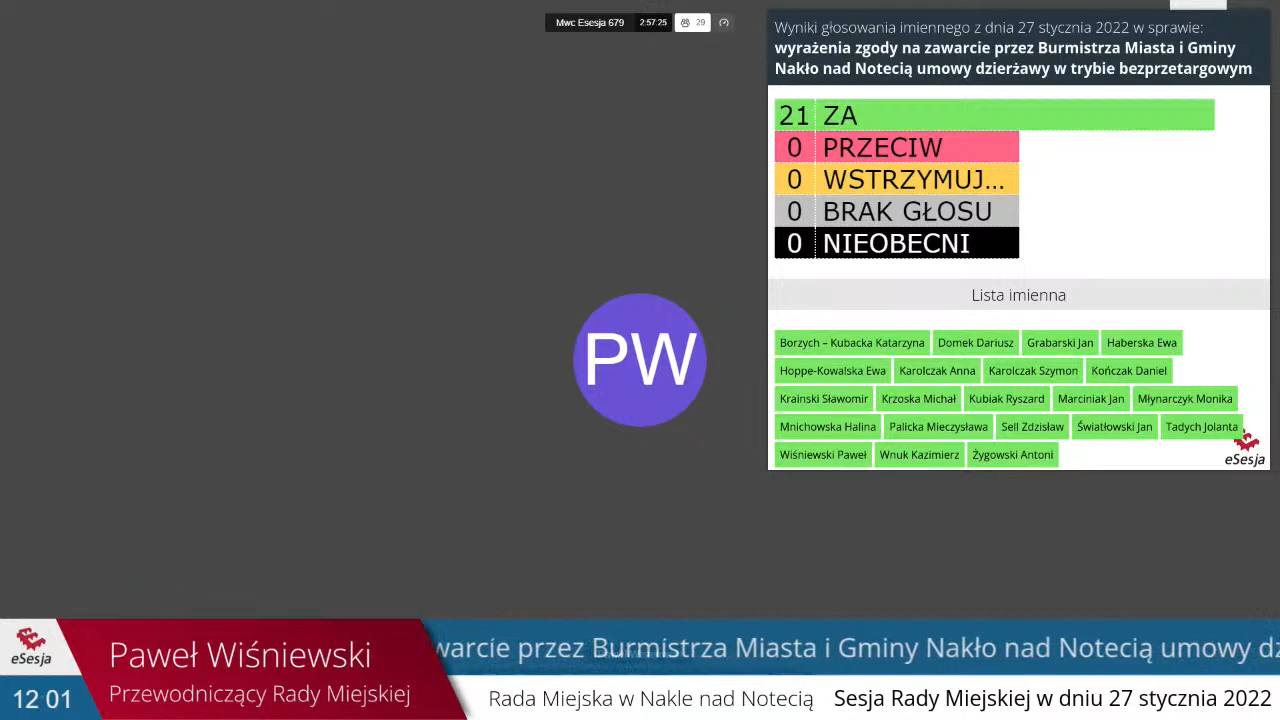 Mwc Esesja 679 2:57:25 29
Wyniki głosowania imiennego z dnia 27 stycznia 2022 w sprawie:
wyrażenia zgody na zawarcie przez Burmistrza Miasta i Gminy
Nakło nad Notecią umowy dzierżawy w trybie bezprzetargowym
21 ZA
0 PRZECIW
0 WSTRZYMUJ...
0 BRAK GŁOSU
0 NIEOBECNI
Lista imienna
Borzych – Kubacka Katarzyna Domek Dariusz Grabarski Jan Haberska Ewa
Hoppe-Kowalska Ewa Karolczak Anna Karolczak Szymon Kończak Daniel
Krainski Sławomir Krzoska Michał Kubiak Ryszard Marciniak Jan Młynarczyk Monika
Mnichowska Halina Palicka Mieczysława Sell Zdzisław Światłowski Jan Tadych Jolanta
Wiśniewski Paweł Wnuk Kazimierz Żygowski Antoni
eSesja
PW
eSesja
Paweł Wiśniewski
Przewodniczący Rady Miejskiej
warcie przez Burmistrza Miasta i Gminy Nakło nad Notecią umowy dz
12 01
Rada Miejska w Nakle nad Notecią Sesja Rady Miejskiej w dniu 27 stycznia 2022